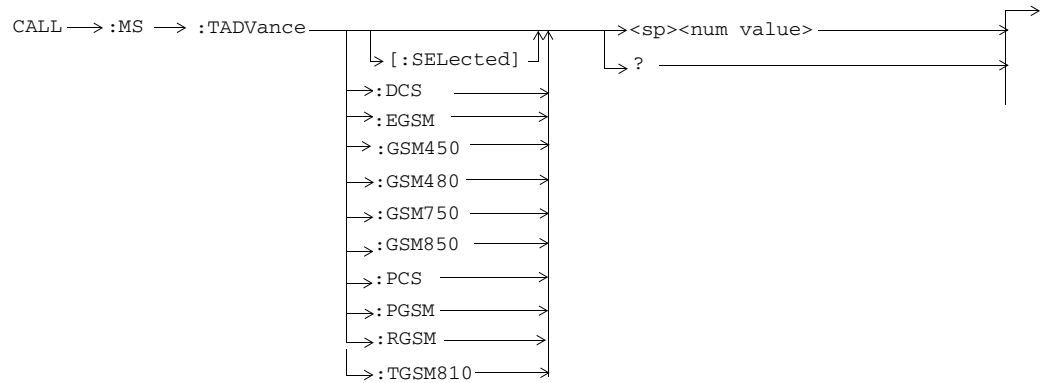 CALL :MS :TADVance <sp><num value>
[:SELected] ?
:DCS
:EGSM
:GSM450
:GSM480
:GSM750
:GSM850
:PCS
:PGSM
:RGSM
:TGSM810